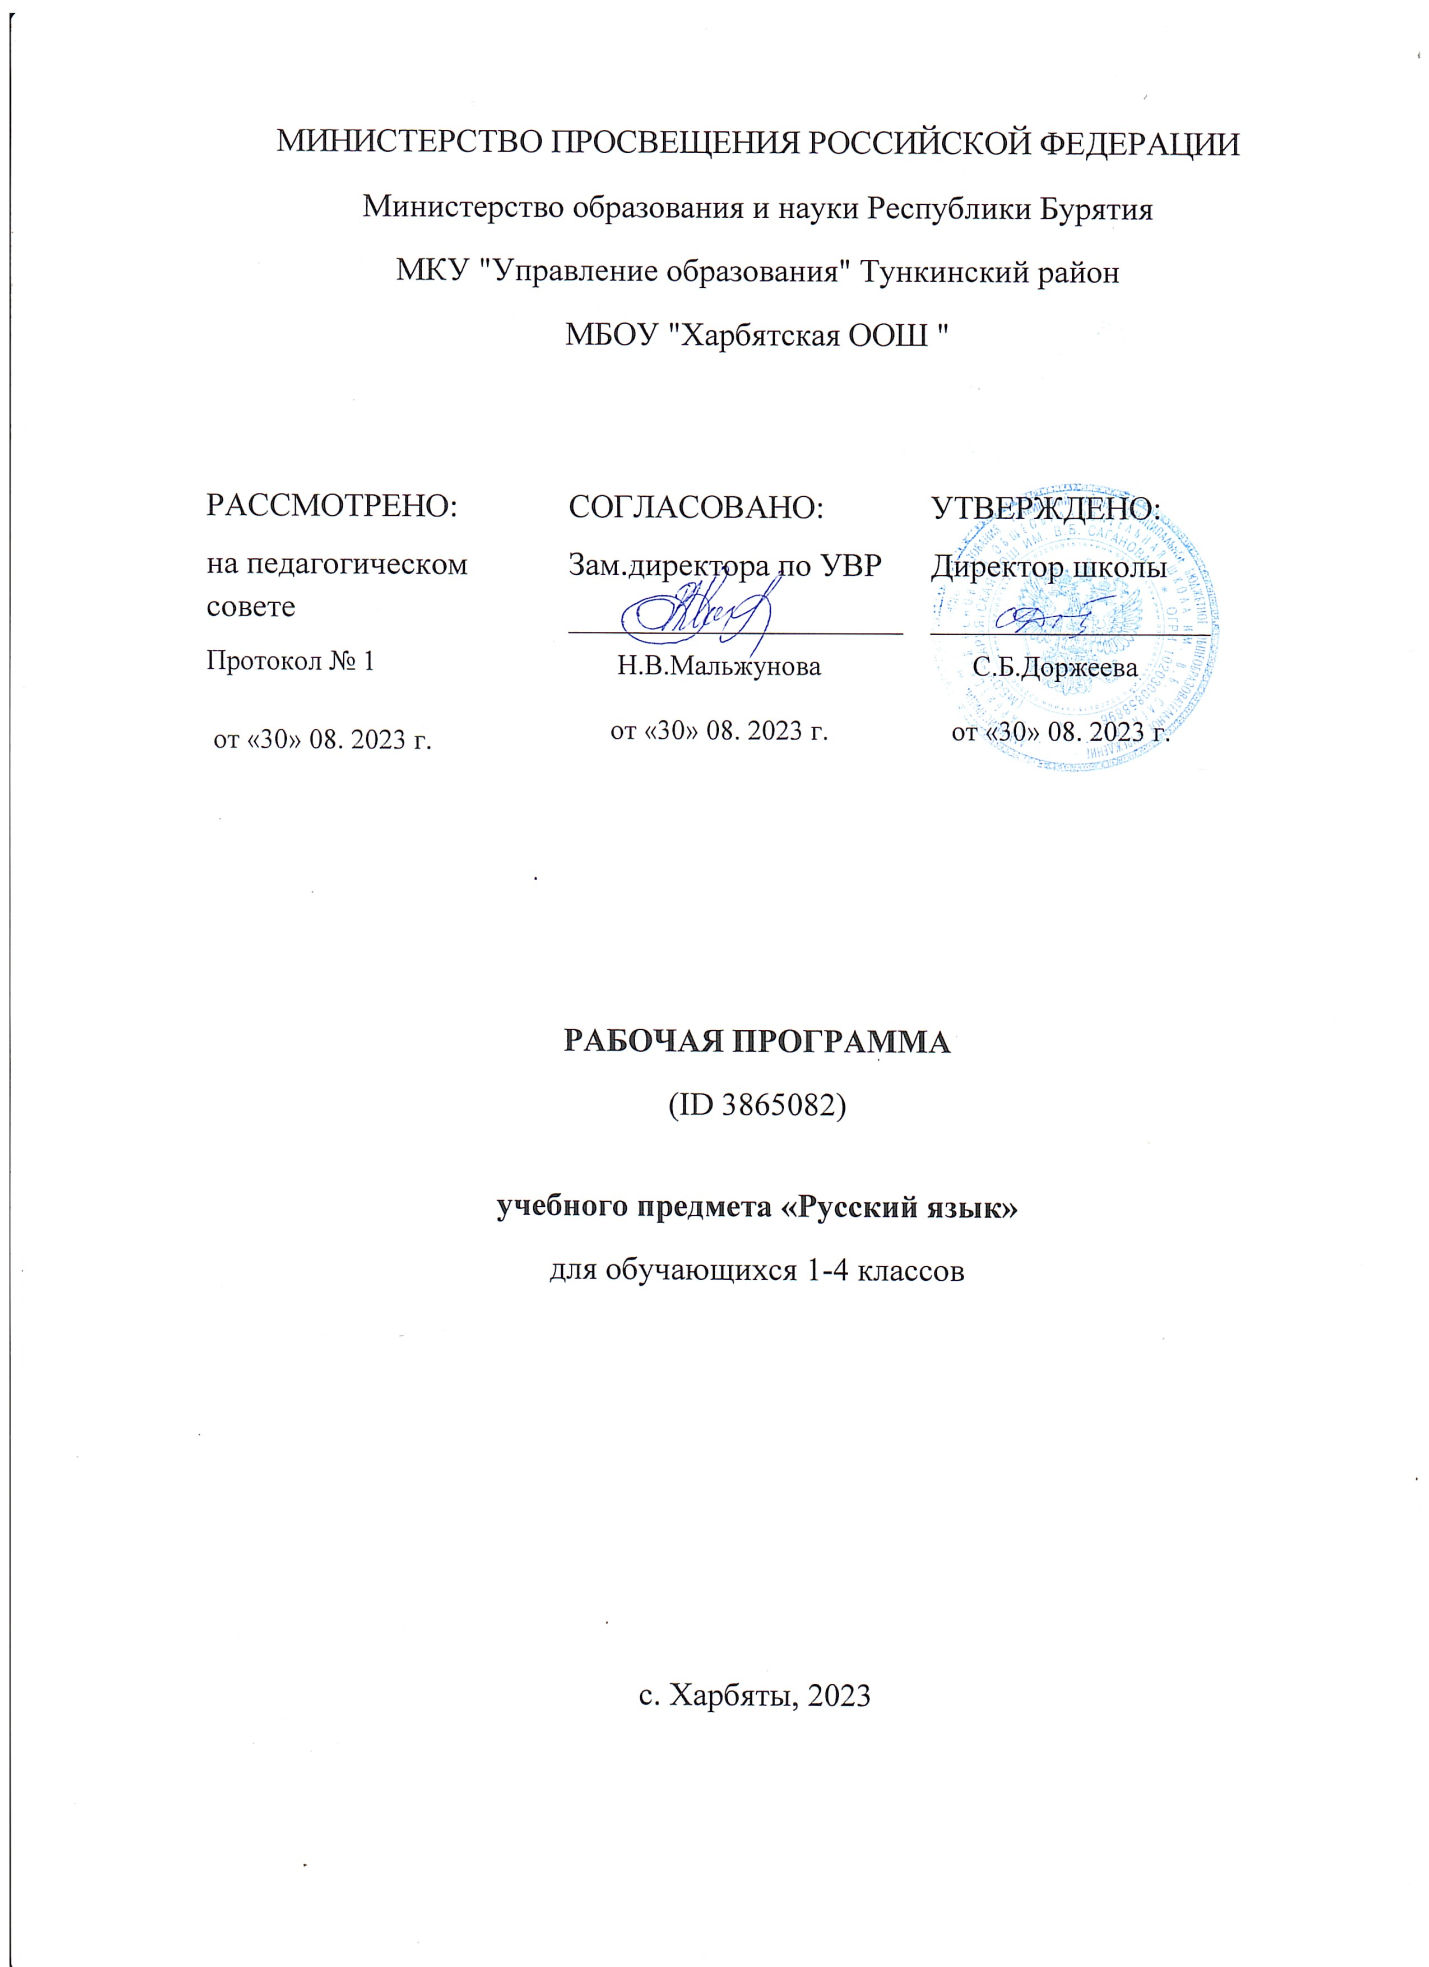 МИНИСТЕРСТВО ПРОСВЕЩЕНИЯ РОССИЙСКОЙ ФЕДЕРАЦИИ
Министерство образования и науки Республики Бурятия
МКУ "Управление образования" Тункинский район
МБОУ "Харбятская ООШ "
РАССМОТРЕНО:
на педагогическом
совете
Протокол № 1
от «30» 08. 2023 г.
СОГЛАСОВАНО:
Зам.директора по УВР
Н.В.Мальжунова
от «30» 08. 2023 г.
УТВЕРЖДЕНО:
Директор школы
С.Б.Доржеева
от «30» 08. 2023 г.
РАБОЧАЯ ПРОГРАММА
(ID 3865082)
учебного предмета «Русский язык»
для обучающихся 1-4 классов
с. Харбяты, 2023